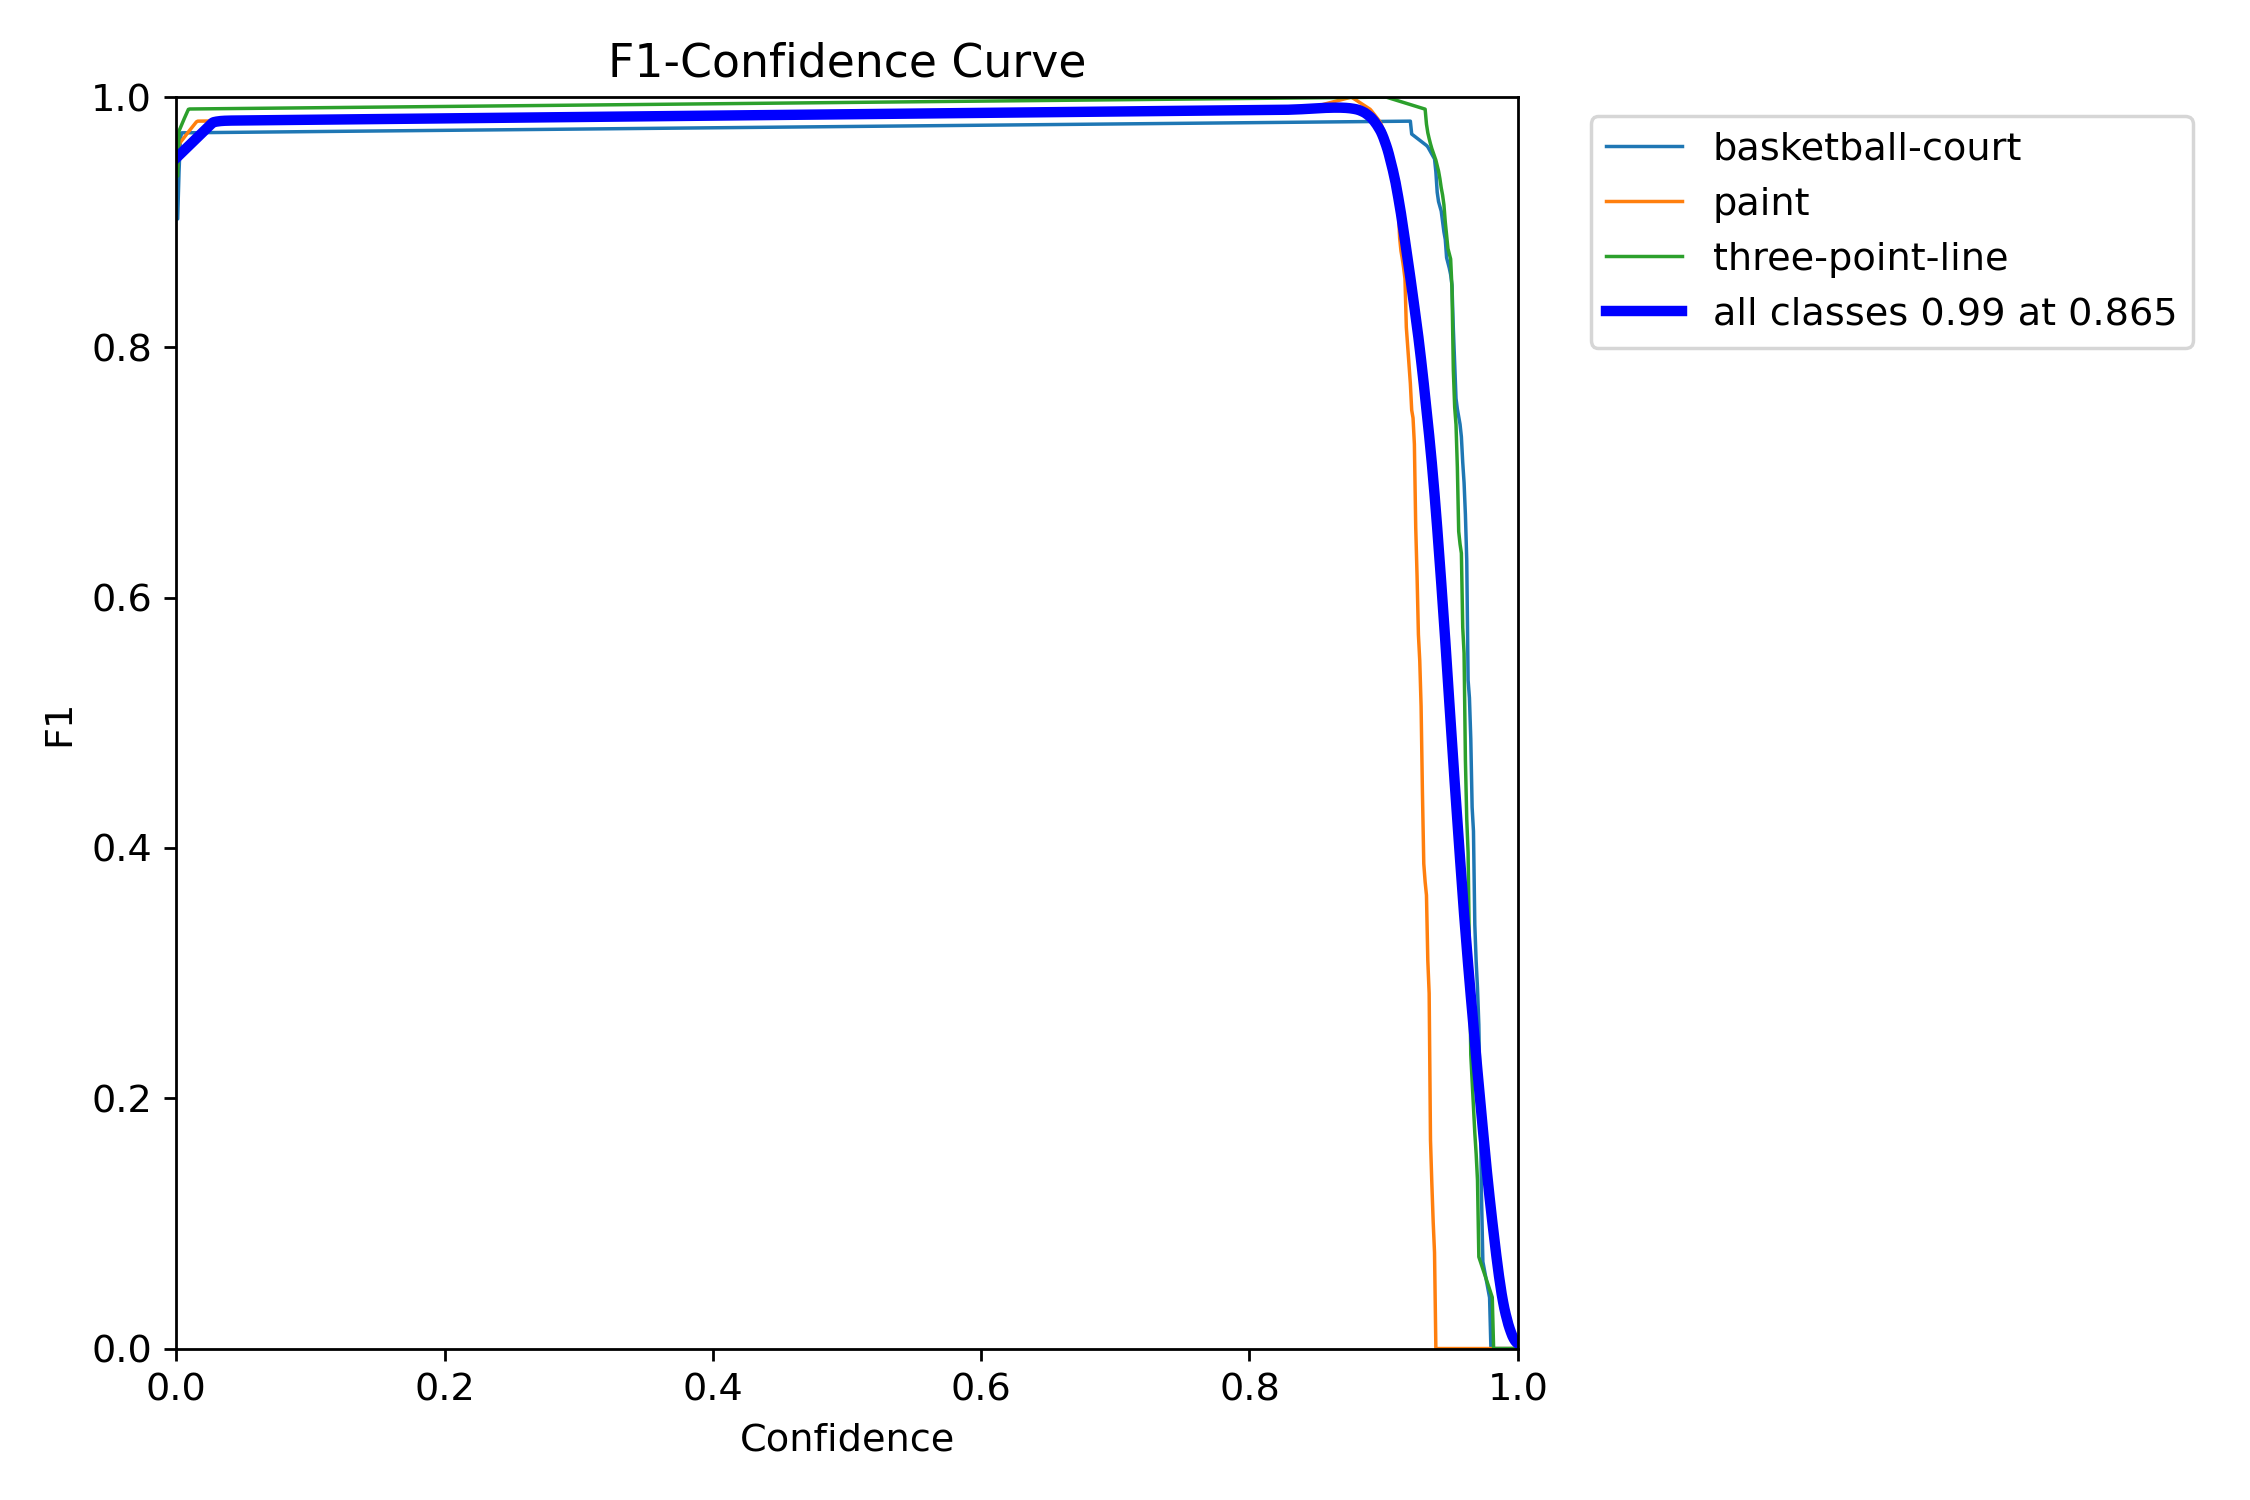 F1-Confidence Curve
1.0
0.8
0.6
0.4
0.2
0.0
F1
0.0 0.2 0.4 0.6 0.8 1.0
Confidence
basketball-court
paint
three-point-line
all classes 0.99 at 0.865